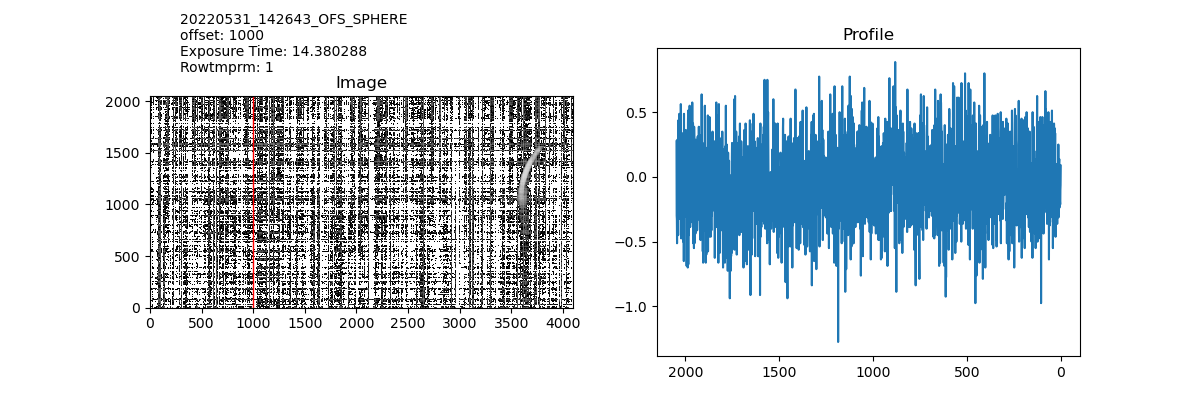 20220531_142643_OFS_SPHERE
offset: 1000
Exposure Time: 14.380288
Rowtmprm: 1
Image
2000
1500
1000
500
0
0 500 1000 1500 2000 2500 3000 3500 4000
Profile
0.5
0.0
−0.5
−1.0
2000 1500 1000 500 0